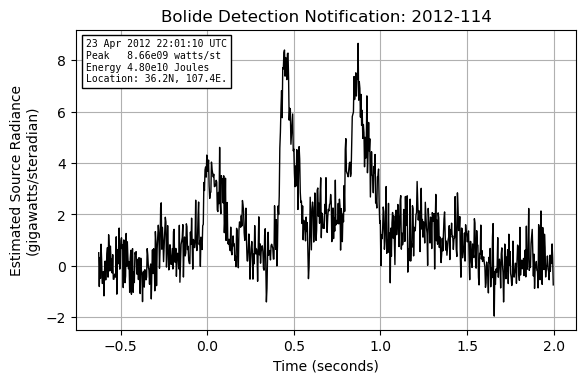 Bolide Detection Notification: 2012-114
23 Apr 2012 22:01:10 UTC
Peak   8.66e09 watts/st
Energy 4.80e10 Joules
Location: 36.2N, 107.4E.
Estimated Source Radiance
(gigawatts/steradian)
8
6
4
2
0
−2
−0.5 0.0 0.5 1.0 1.5 2.0
Time (seconds)